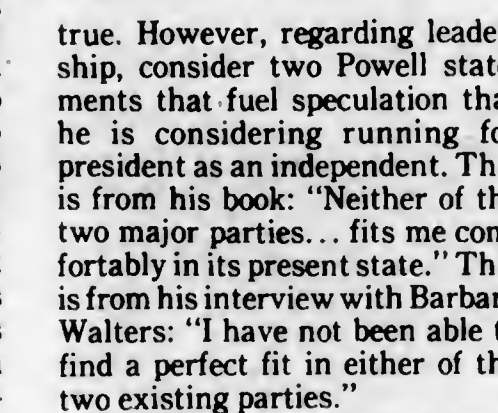 true. However, regarding leade
ship, consider two Powell state
ments that fuel speculation tha
he is considering running fo
president as an independent. Th
is from his book: "Neither of th
two major parties... fits me com
fortably in its present state." Th
is from his interview with Barbar
Walters: "I have not been able t
find a perfect fit in either of th
two existing parties."